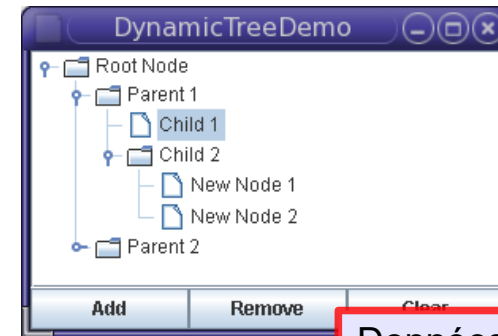 DynamicTreeDemo
Root Node
Parent 1
Child 1
Child 2
New Node 1
New Node 2
Parent 2
Add Remove Clear